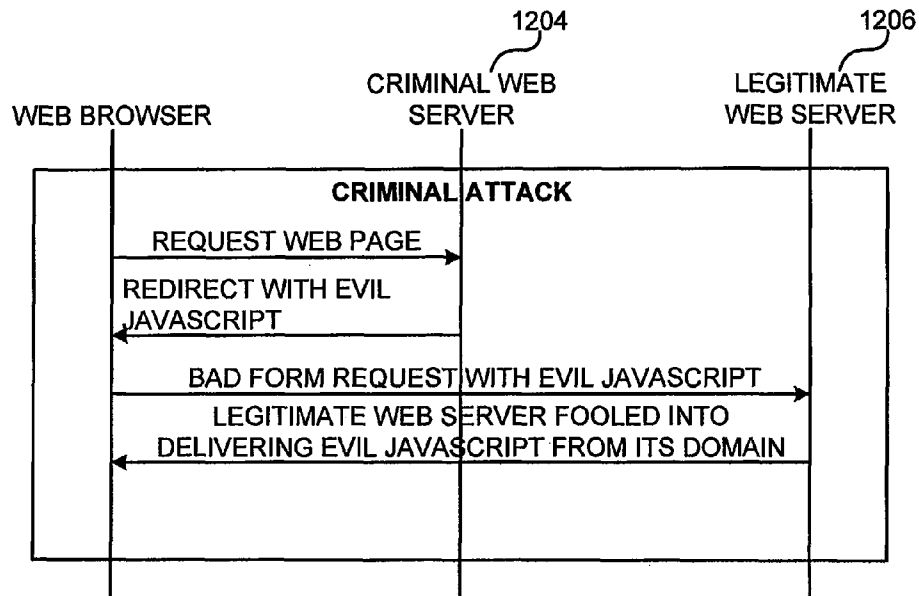 1204
1206
CRIMINAL WEB
SERVER
LEGITIMATE
WEB SERVER
WEB BROWSER
CRIMINAL ATTACK
REQUEST WEB PAGE
REDIRECT WITH EVIL
JAVASCRIPT
BAD FORM REQUEST WITH EVIL JAVASCRIPT
LEGITIMATE WEB SERVER FOOLED INTO
DELIVERING EVIL JAVASCRIPT FROM ITS DOMAIN